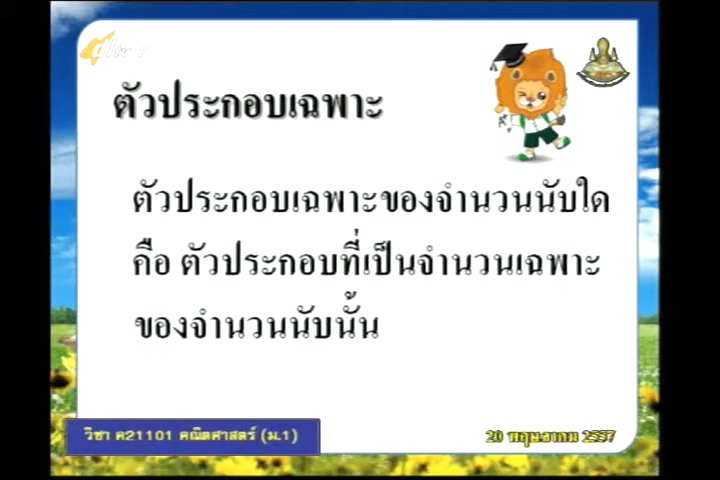 ตัวประกอบเฉพาะ
ตัวประกอบเฉพาะของจำนวนนับใด
คือ ตัวประกอบที่เป็นจำนวนเฉพาะ
ของจำนวนนับนั้น
วิชา ค21101 คณิตศาสตร์ (ม.1)
20 พฤษภาคม 2557